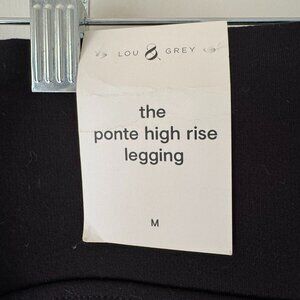 LOU & GREY
the
ponte high rise
legging
M